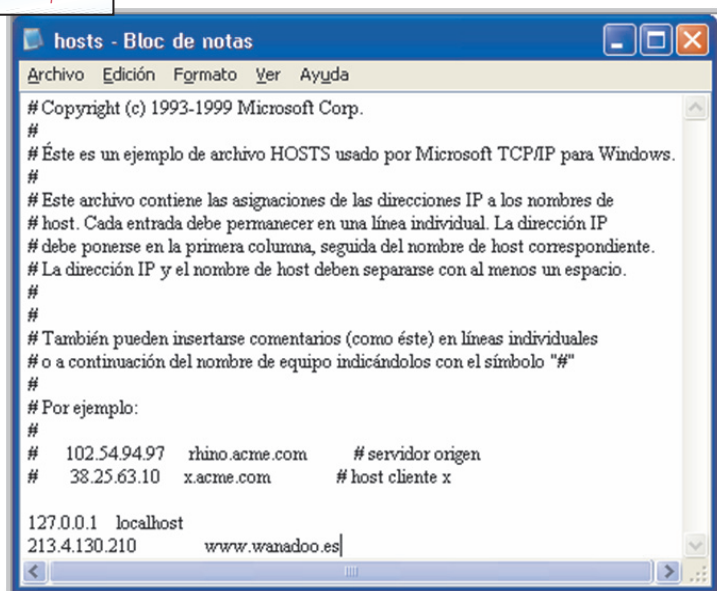 hosts - Bloc de notas
Archivo Edición Formato Ver Ayuda
# Copyright (c) 1993-1999 Microsoft Corp.
#
# Éste es un ejemplo de archivo HOSTS usado por Microsoft TCP/IP para Windows.
#
# Este archivo contiene las asignaciones de las direcciones IP a los nombres de
# host. Cada entrada debe permanecer en una línea individual. La dirección IP
# debe ponerse en la primera columna, seguida del nombre de host correspondiente.
# La dirección IP y el nombre de host deben separarse con al menos un espacio.
#
#
# También pueden insertarse comentarios (como éste) en líneas individuales
# o a continuación del nombre de equipo indicándolos con el símbolo "#"
#
# Por ejemplo:
#
# 102.54.94.97 rhino.acme.com # servidor origen
# 38.25.63.10 x.acme.com # host cliente x
127.0.0.1 localhost
213.4.130.210 www.wanadoo.es